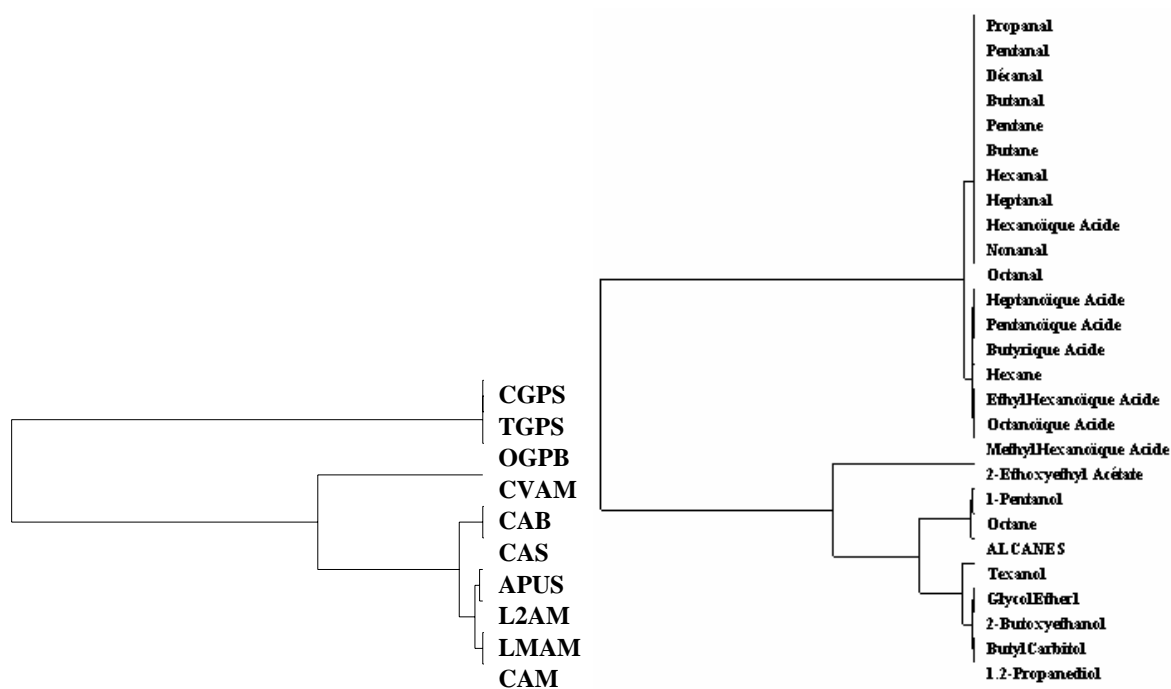 CGPS
TGPS
OGPB
CVAM
CAB
CAS
APUS
L2AM
LMAM
CAM
Propanal
Pentanal
Décanal
Butanal
Pentane
Butane
Hexanal
Heptanal
Hexanoïque Acide
Nonanal
Octanal
Heptanoïque Acide
Pentanoïque Acide
Butyrique Acide
Hexane
EthylHexanoïque Acide
Octanoïque Acide
MethylHexanoïque Acide
2-Ethoxyethyl Acétate
1-Pentanol
Octane
ALCANES
Texanol
GlycolEther1
2-Butoxyethanol
ButylCarbitol
1.2-Propanediol